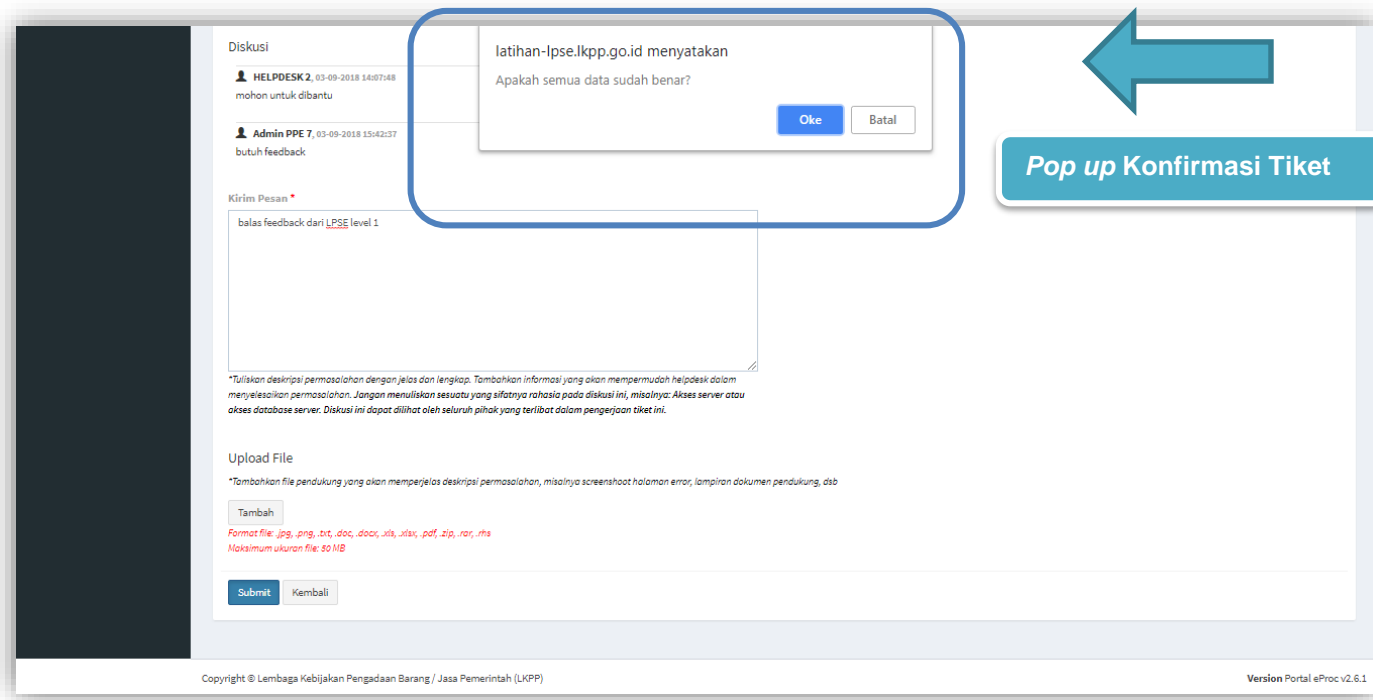 Diskusi
HELPDESK 2, 03-09-2018 14:07:48
mohon untuk dibantu
Admin PPE 7, 03-09-2018 15:42:37
butuh feedback
latihan-lpse.lkpp.go.id menyatakan
Apakah semua data sudah benar?
Oke
Batal
Pop up Konfirmasi Tiket
Kirim Pesan *
balas feedback dari LPSE level 1
*Tuliskan deskripsi permasalahan dengan jelas dan lengkap. Tambahkan informasi yang akan mempermudah helpdesk dalam
menyelesaikan permasalahan. Jangan menuliskan sesuatu yang sifatnya rahasia pada diskusi ini, misalnya: Akses server atau
akses database server. Diskusi ini dapat dilihat oleh seluruh pihak yang terlibat dalam pengerjaan tiket ini.
Upload File
*Tambahkan file pendukung yang akan memperjelas deskripsi permasalahan, misalnya screenshoot halaman error, lampiran dokumen pendukung, dsb
Tambah
Format file: .jpg, .png, .txt, .doc, .docx, .xls, .xlsx, .pdf, .zip, .rar, .rhs
Maksimum ukuran file: 50 MB
Submit
Kembali
Copyright © Lembaga Kebijakan Pengadaan Barang / Jasa Pemerintah (LKPP)
Version Portal eProc v2.6.1